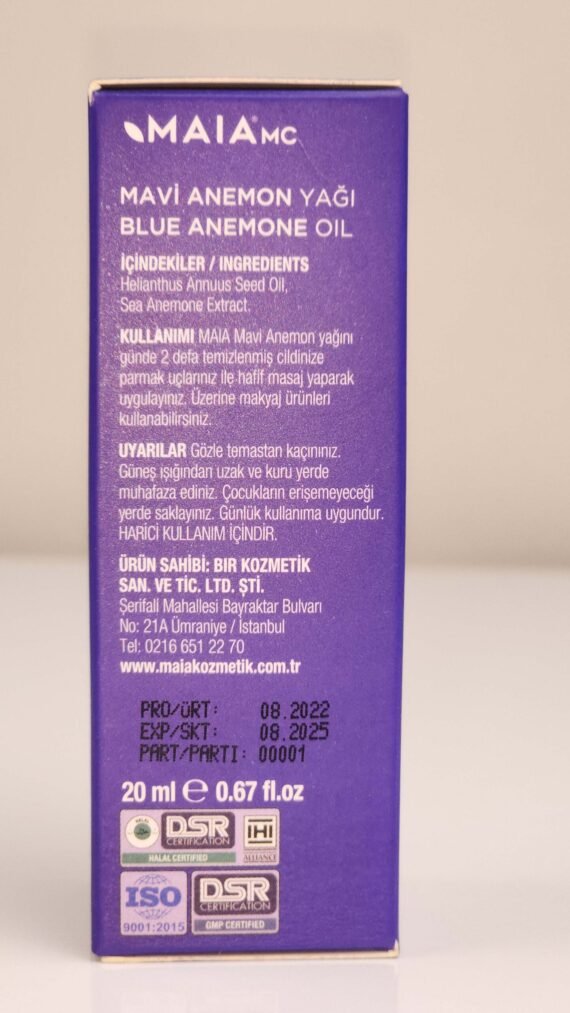 MAIA® MC
MAVİ ANEMON YAĞI
BLUE ANEMONE OIL
İÇİNDEKİLER / INGREDIENTS
Helianthus Annuus Seed Oil,
Sea Anemone Extract.
KULLANIMI MAIA Mavi Anemon yağını
günde 2 defa temizlenmiş cildinize
parmak uçlarınız ile hafif masaj yaparak
uygulayınız. Üzerine makyaj ürünleri
kullanabilirsiniz.
UYARILAR Gözle temastan kaçınınız.
Güneş ışığından uzak ve kuru yerde
muhafaza ediniz. Çocukların erişemeyeceği
yerde saklayınız. Günlük kullanıma uygundur.
HARİCİ KULLANIM İÇİNDİR.
ÜRÜN SAHİBİ: BIR KOZMETİK
SAN. VE TİC. LTD. ŞTİ.
Şerifali Mahallesi Bayraktar Bulvarı
No: 21A Ümraniye / İstanbul
Tel: 0216 651 22 70
www.maiakozmetik.com.tr
PRO/ÜRT: 08.2022
EXP/SKT: 08.2025
PART/PARTI: 00001
20 ml ℮ 0.67 fl.oz
HALAL DSR CERTIFICATION IHI
HALAL CERTIFIED ALLIANCE
ISO DSR CERTIFICATION
9001:2015 GMP CERTIFIED